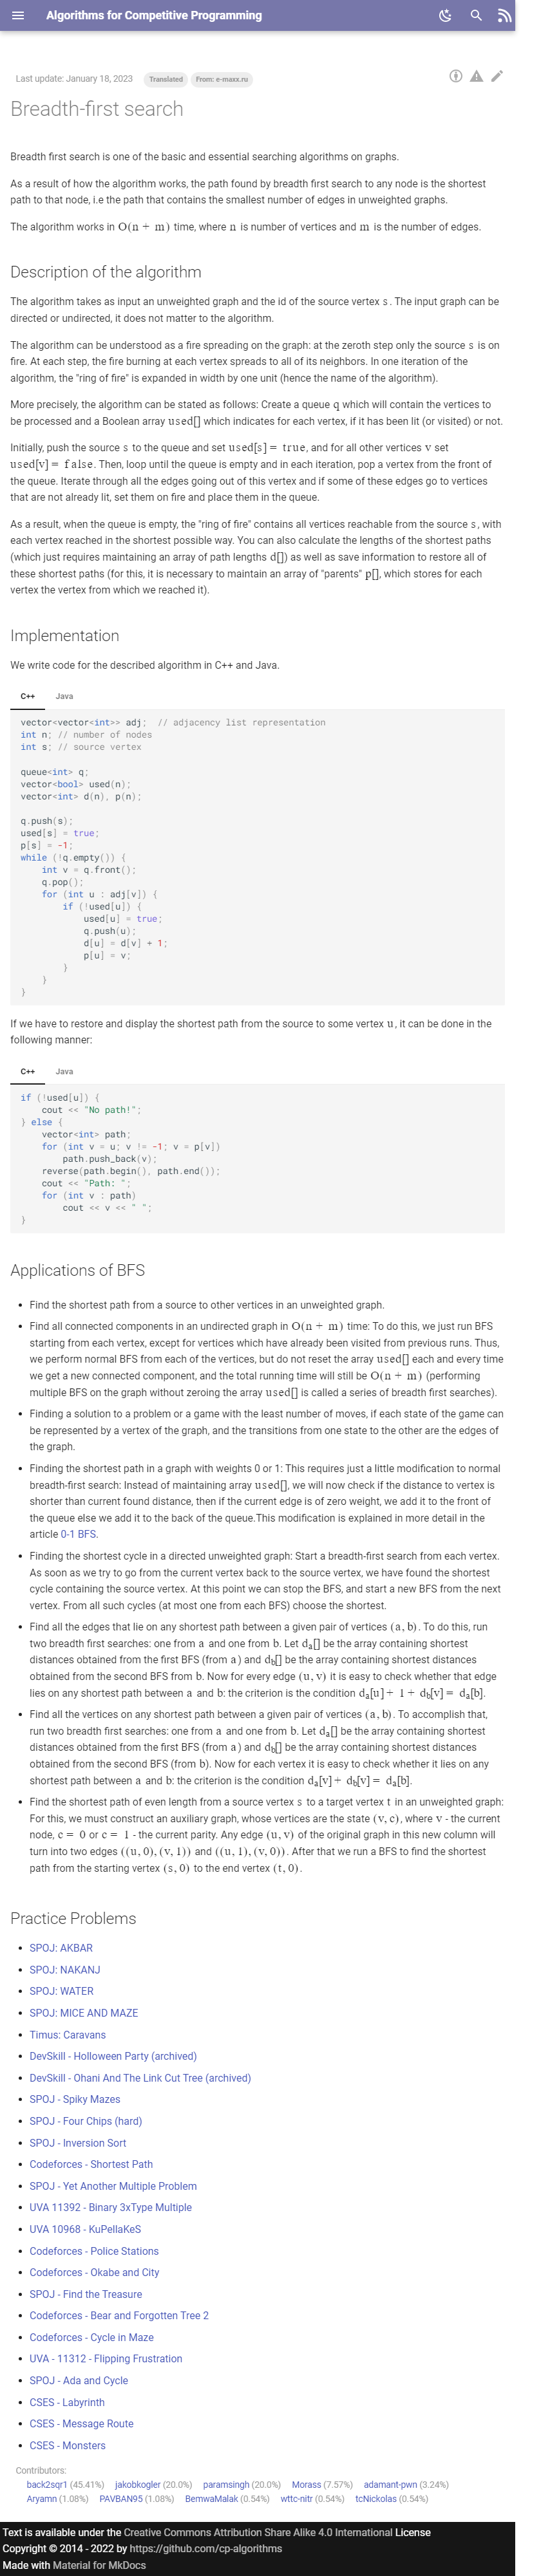 Algorithms for Competitive Programming
Last update: January 18, 2023 Translated From: e-maxx.ru
Breadth-first search
Breadth first search is one of the basic and essential searching algorithms on graphs.
As a result of how the algorithm works, the path found by breadth first search to any node is the shortest
path to that node, i.e the path that contains the smallest number of edges in unweighted graphs.
The algorithm works in O(n + m) time, where n is number of vertices and m is the number of edges.
Description of the algorithm
The algorithm takes as input an unweighted graph and the id of the source vertex s. The input graph can be
directed or undirected, it does not matter to the algorithm.
The algorithm can be understood as a fire spreading on the graph: at the zeroth step only the source s is on
fire. At each step, the fire burning at each vertex spreads to all of its neighbors. In one iteration of the
algorithm, the "ring of fire" is expanded in width by one unit (hence the name of the algorithm).
More precisely, the algorithm can be stated as follows: Create a queue q which will contain the vertices to
be processed and a Boolean array used[] which indicates for each vertex, if it has been lit (or visited) or not.
Initially, push the source s to the queue and set used[s] = true, and for all other vertices v set
used[v] = false. Then, loop until the queue is empty and in each iteration, pop a vertex from the front of
the queue. Iterate through all the edges going out of this vertex and if some of these edges go to vertices
that are not already lit, set them on fire and place them in the queue.
As a result, when the queue is empty, the "ring of fire" contains all vertices reachable from the source s, with
each vertex reached in the shortest possible way. You can also calculate the lengths of the shortest paths
(which just requires maintaining an array of path lengths d[]) as well as save information to restore all of
these shortest paths (for this, it is necessary to maintain an array of "parents" p[], which stores for each
vertex the vertex from which we reached it).
Implementation
We write code for the described algorithm in C++ and Java.
C++ Java
vector<vector<int>> adj;  // adjacency list representation
int n; // number of nodes
int s; // source vertex
queue<int> q;
vector<bool> used(n);
vector<int> d(n), p(n);
q.push(s);
used[s] = true;
p[s] = -1;
while (!q.empty()) {
    int v = q.front();
    q.pop();
    for (int u : adj[v]) {
        if (!used[u]) {
            used[u] = true;
            q.push(u);
            d[u] = d[v] + 1;
            p[u] = v;
        }
    }
}
If we have to restore and display the shortest path from the source to some vertex u, it can be done in the
following manner:
C++ Java
if (!used[u]) {
    cout << "No path!";
} else {
    vector<int> path;
    for (int v = u; v != -1; v = p[v])
        path.push_back(v);
    reverse(path.begin(), path.end());
    cout << "Path: ";
    for (int v : path)
        cout << v << " ";
}
Applications of BFS
• Find the shortest path from a source to other vertices in an unweighted graph.
• Find all connected components in an undirected graph in O(n + m) time: To do this, we just run BFS
starting from each vertex, except for vertices which have already been visited from previous runs. Thus,
we perform normal BFS from each of the vertices, but do not reset the array used[] each and every time
we get a new connected component, and the total running time will still be O(n + m) (performing
multiple BFS on the graph without zeroing the array used[] is called a series of breadth first searches).
• Finding a solution to a problem or a game with the least number of moves, if each state of the game can
be represented by a vertex of the graph, and the transitions from one state to the other are the edges of
the graph.
• Finding the shortest path in a graph with weights 0 or 1: This requires just a little modification to normal
breadth-first search: Instead of maintaining array used[], we will now check if the distance to vertex is
shorter than current found distance, then if the current edge is of zero weight, we add it to the front of
the queue else we add it to the back of the queue.This modification is explained in more detail in the
article 0-1 BFS.
• Finding the shortest cycle in a directed unweighted graph: Start a breadth-first search from each vertex.
As soon as we try to go from the current vertex back to the source vertex, we have found the shortest
cycle containing the source vertex. At this point we can stop the BFS, and start a new BFS from the next
vertex. From all such cycles (at most one from each BFS) choose the shortest.
• Find all the edges that lie on any shortest path between a given pair of vertices (a, b). To do this, run
two breadth first searches: one from a and one from b. Let dₐ[] be the array containing shortest
distances obtained from the first BFS (from a) and d_b[] be the array containing shortest distances
obtained from the second BFS from b. Now for every edge (u, v) it is easy to check whether that edge
lies on any shortest path between a and b: the criterion is the condition dₐ[u] + 1 + d_b[v] = dₐ[b].
• Find all the vertices on any shortest path between a given pair of vertices (a, b). To accomplish that,
run two breadth first searches: one from a and one from b. Let dₐ[] be the array containing shortest
distances obtained from the first BFS (from a) and d_b[] be the array containing shortest distances
obtained from the second BFS (from b). Now for each vertex it is easy to check whether it lies on any
shortest path between a and b: the criterion is the condition dₐ[v] + d_b[v] = dₐ[b].
• Find the shortest path of even length from a source vertex s to a target vertex t in an unweighted graph:
For this, we must construct an auxiliary graph, whose vertices are the state (v, c), where v - the current
node, c = 0 or c = 1 - the current parity. Any edge (u, v) of the original graph in this new column will
turn into two edges ((u, 0), (v, 1)) and ((u, 1), (v, 0)). After that we run a BFS to find the shortest
path from the starting vertex (s, 0) to the end vertex (t, 0).
Practice Problems
• SPOJ: AKBAR
• SPOJ: NAKANJ
• SPOJ: WATER
• SPOJ: MICE AND MAZE
• Timus: Caravans
• DevSkill - Holloween Party (archived)
• DevSkill - Ohani And The Link Cut Tree (archived)
• SPOJ - Spiky Mazes
• SPOJ - Four Chips (hard)
• SPOJ - Inversion Sort
• Codeforces - Shortest Path
• SPOJ - Yet Another Multiple Problem
• UVA 11392 - Binary 3xType Multiple
• UVA 10968 - KuPellaKeS
• Codeforces - Police Stations
• Codeforces - Okabe and City
• SPOJ - Find the Treasure
• Codeforces - Bear and Forgotten Tree 2
• Codeforces - Cycle in Maze
• UVA - 11312 - Flipping Frustration
• SPOJ - Ada and Cycle
• CSES - Labyrinth
• CSES - Message Route
• CSES - Monsters
Contributors:
back2sqr1 (45.41%) jakobkogler (20.0%) paramsingh (20.0%) Morass (7.57%) adamant-pwn (3.24%)
Aryamn (1.08%) PAVBAN95 (1.08%) BemwaMalak (0.54%) wttc-nitr (0.54%) tcNickolas (0.54%)
Text is available under the Creative Commons Attribution Share Alike 4.0 International License
Copyright © 2014 - 2022 by https://github.com/cp-algorithms
Made with Material for MkDocs